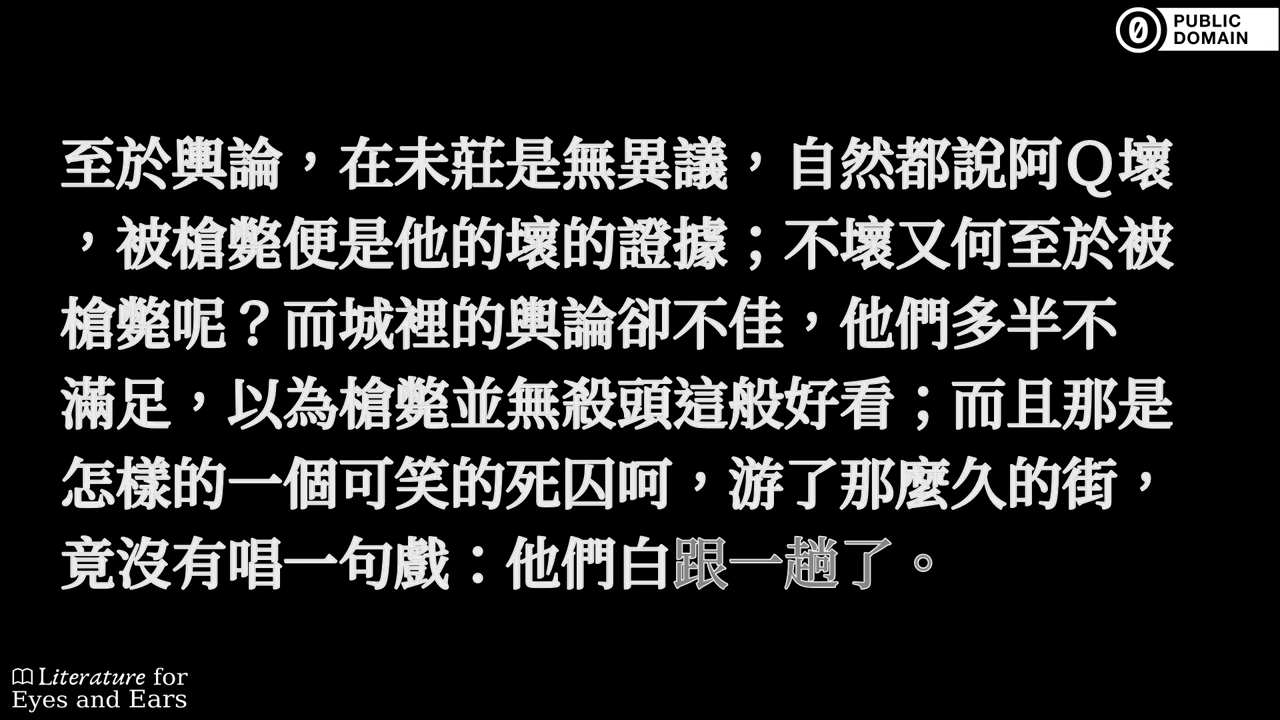 PUBLIC
DOMAIN
至於輿論，在未莊是無異議，自然都說阿Q壞
，被槍斃便是他的壞的證據；不壞又何至於被
槍斃呢？而城裡的輿論卻不佳，他們多半不
滿足，以為槍斃並無殺頭這般好看；而且那是
怎樣的一個可笑的死囚呵，游了那麼久的街，
竟沒有唱一句戲：他們白跟一趟了。
Literature for
Eyes and Ears